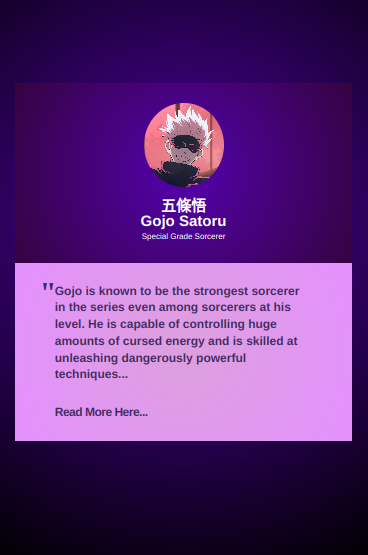 五條悟
Gojo Satoru
Special Grade Sorcerer
"Gojo is known to be the strongest sorcerer
in the series even among sorcerers at his
level. He is capable of controlling huge
amounts of cursed energy and is skilled at
unleashing dangerously powerful
techniques...
Read More Here...